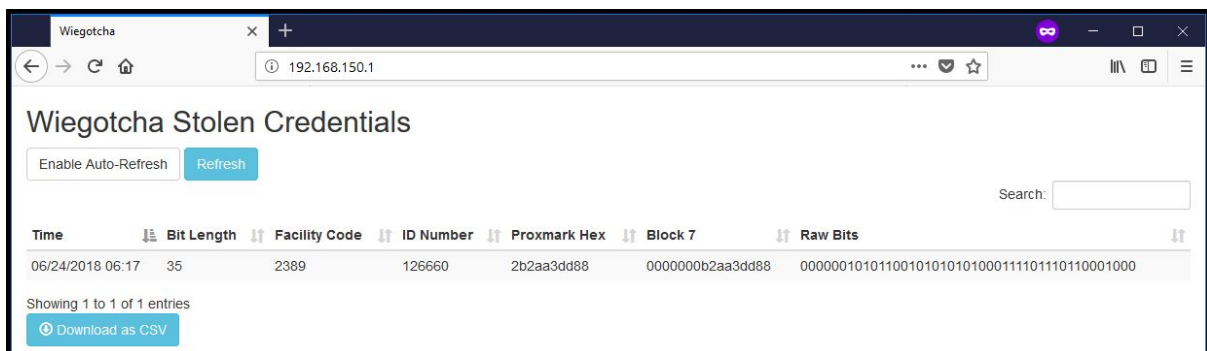 Wiegotcha
192.168.150.1
Wiegotcha Stolen Credentials
Enable Auto-Refresh Refresh
Search:
Time Bit Length Facility Code ID Number Proxmark Hex Block 7 Raw Bits
06/24/2018 06:17 35 2389 126660 2b2aa3dd88 0000000b2aa3dd88 00000010101100101010101000111101110110001000
Showing 1 to 1 of 1 entries
Download as CSV